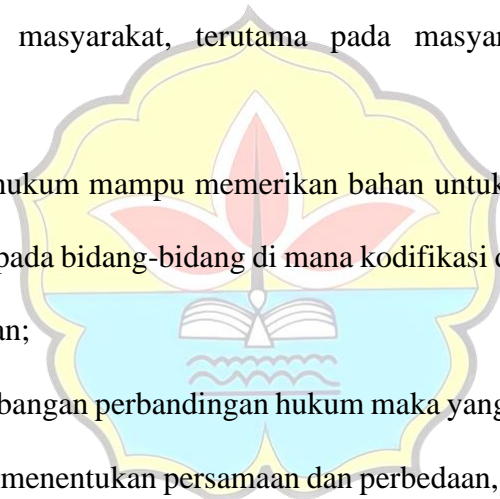 masyarakat, terutama pada masyar
hukum mampu memerikan bahan untuk
pada bidang-bidang di mana kodifikasi
an;
bangan perbandingan hukum maka yang
menentukan persamaan dan perbedaan,